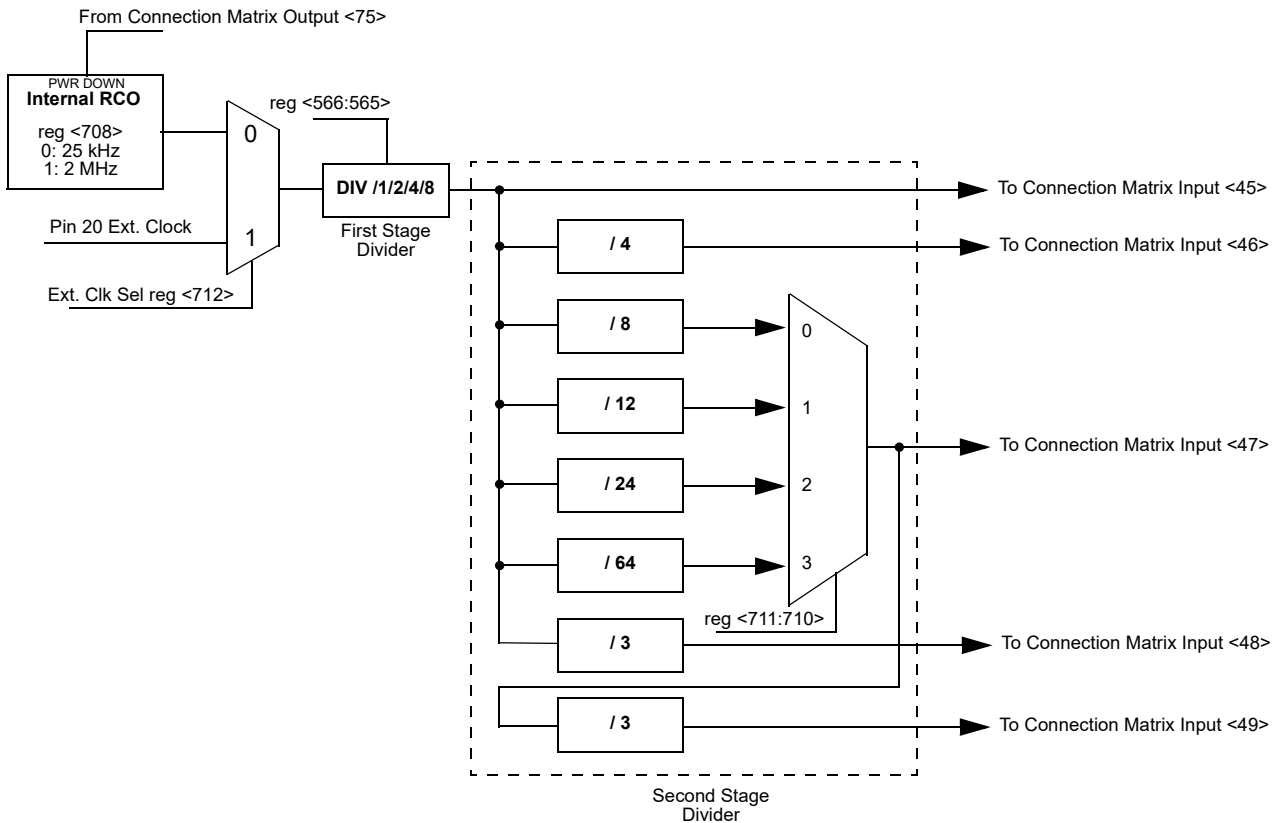 From Connection Matrix Output <75>
PWR DOWN
Internal RCO
reg <708>
0: 25 kHz
1: 2 MHz
0
1
Pin 20 Ext. Clock
Ext. Clk Sel reg <712>
reg <566:565>
DIV /1/2/4/8
First Stage
Divider
To Connection Matrix Input <45>
/ 4
To Connection Matrix Input <46>
/ 8
0
/ 12
1
To Connection Matrix Input <47>
/ 24
2
/ 64
3
reg <711:710>
/ 3
To Connection Matrix Input <48>
/ 3
To Connection Matrix Input <49>
Second Stage
Divider